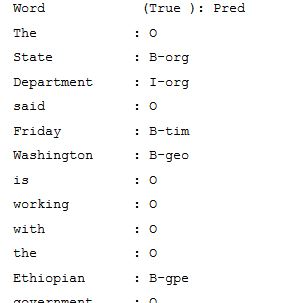 Word (True ): Pred
The : O
State : B-org
Department : I-org
said : O
Friday : B-tim
Washington : B-geo
is : O
working : O
with : O
the : O
Ethiopian : B-gpe
government : O